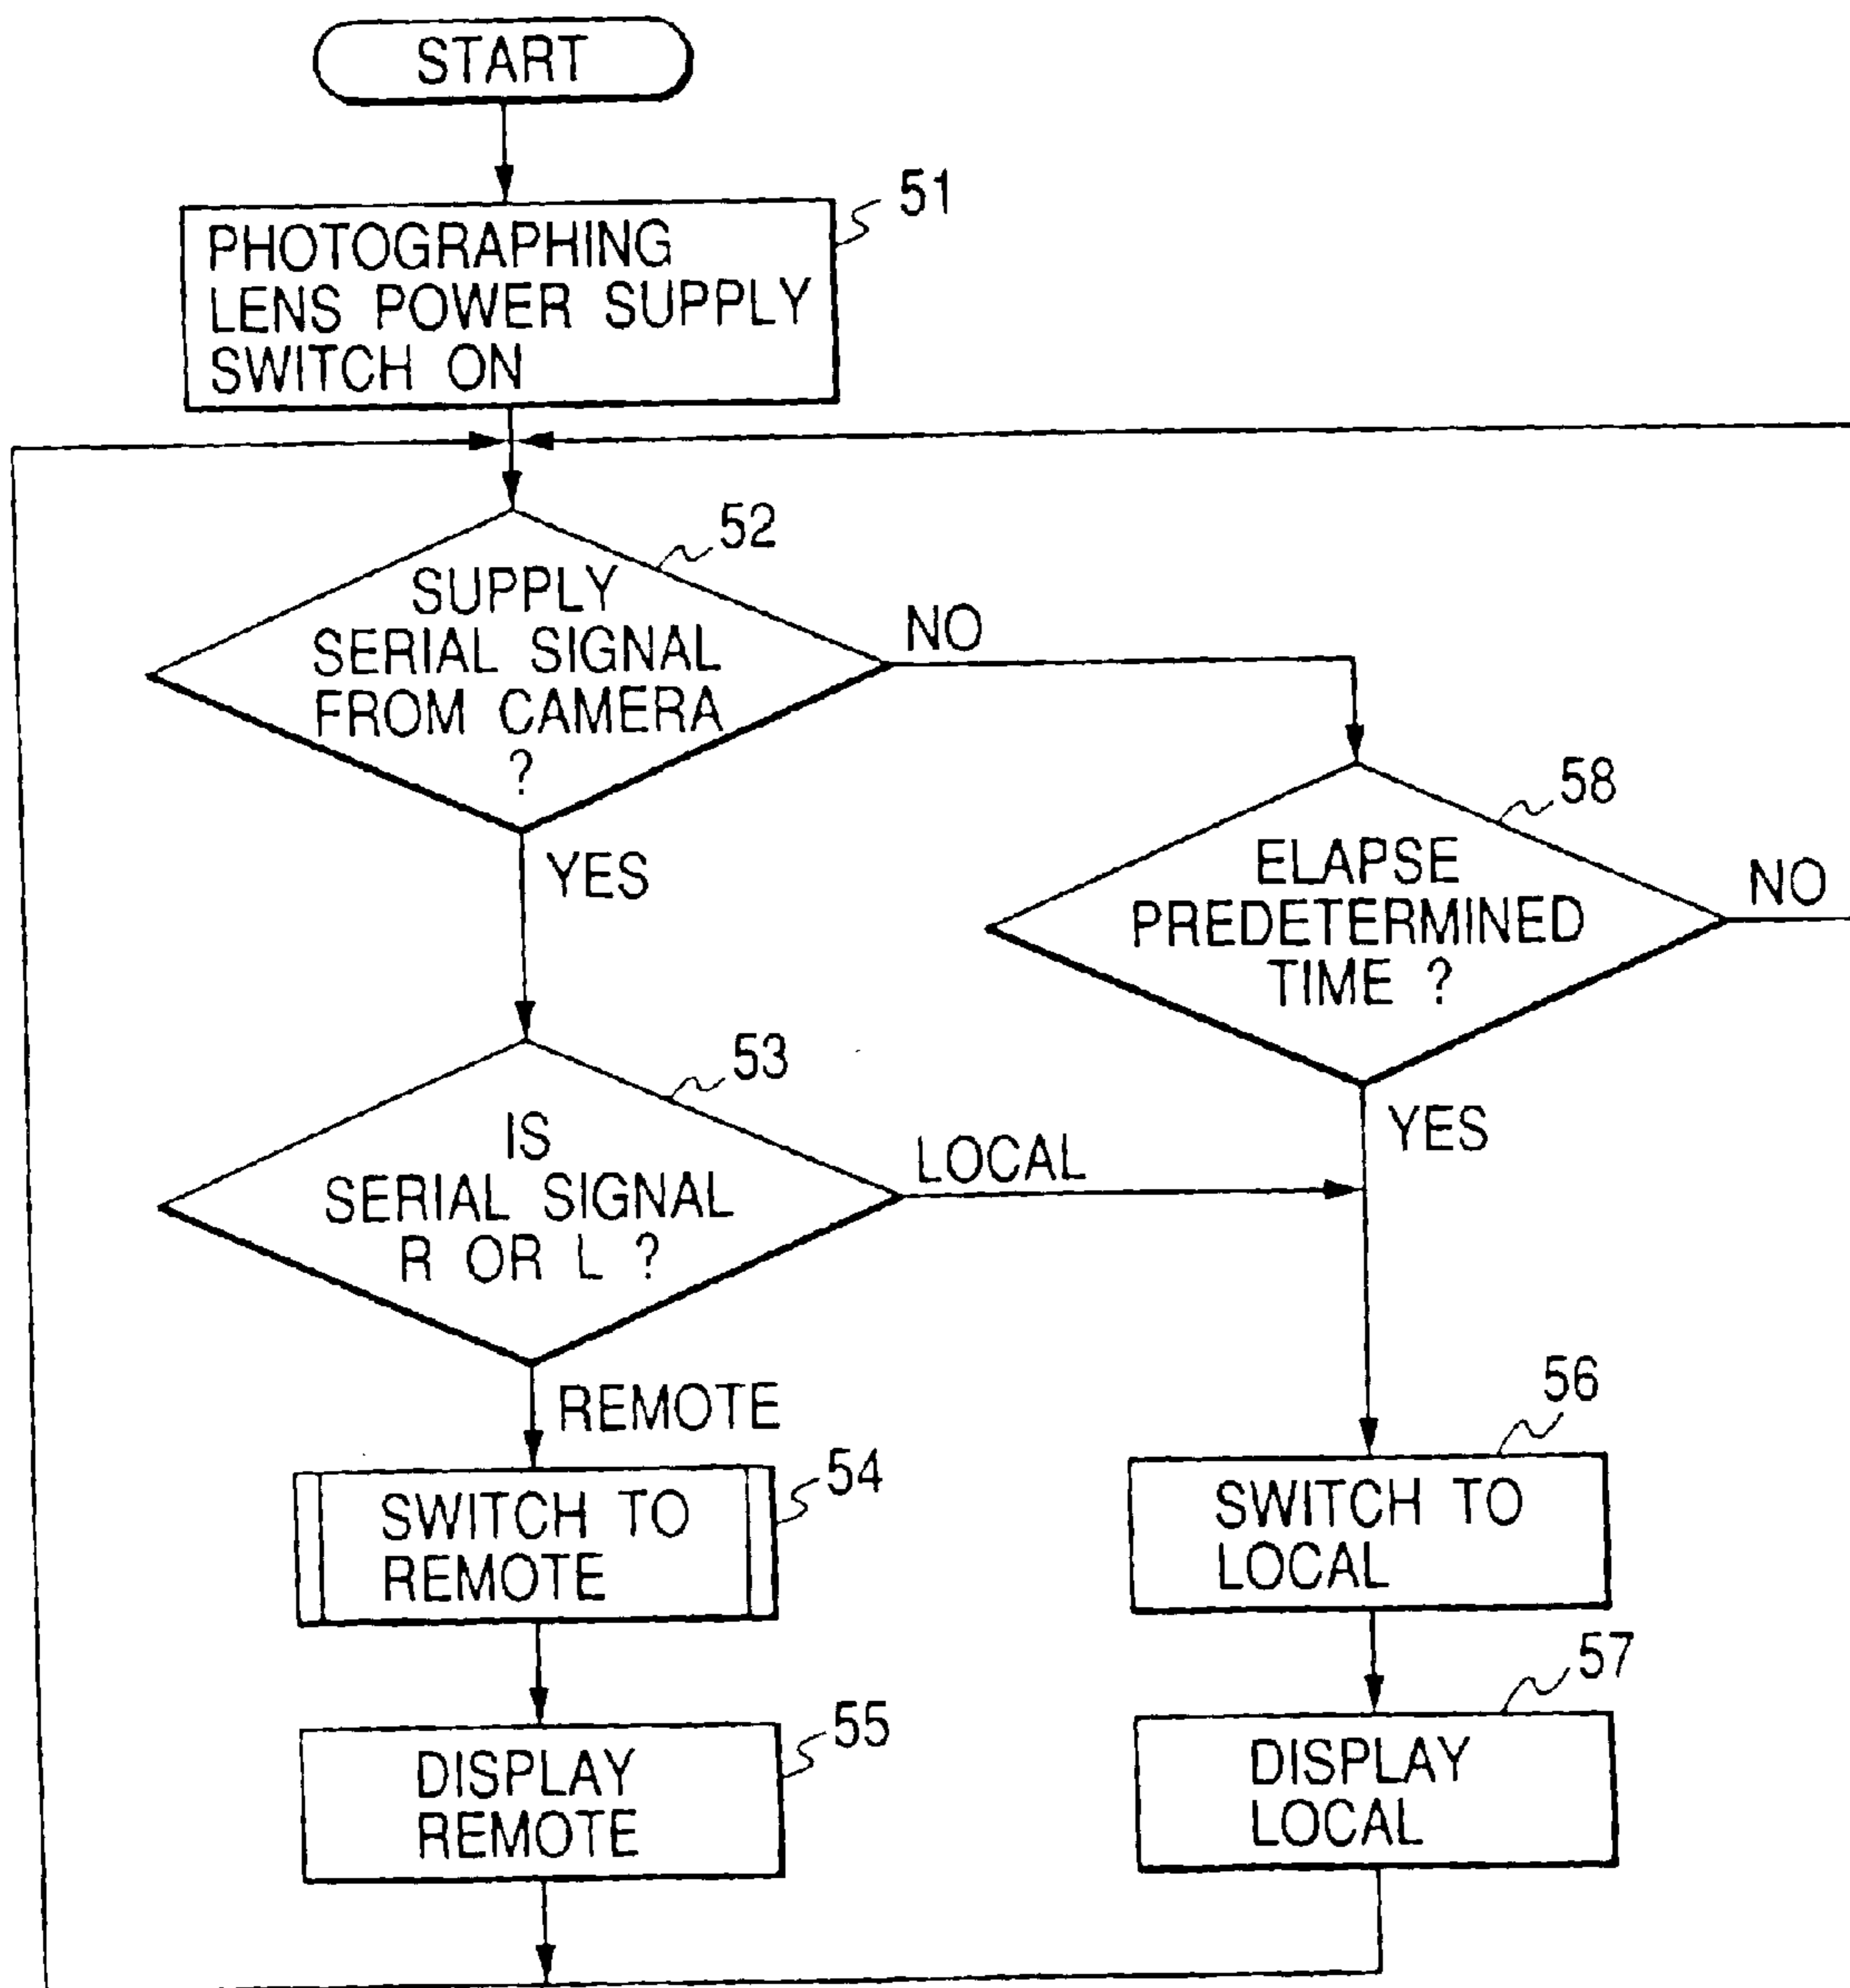 START
51
PHOTOGRAPHING
LENS POWER SUPPLY
SWITCH ON
52
SUPPLY
SERIAL SIGNAL
FROM CAMERA
?
NO
YES
58
ELAPSE
PREDETERMINED
TIME ?
NO
YES
53
IS
SERIAL SIGNAL
R OR L ?
LOCAL
REMOTE
54
SWITCH TO
REMOTE
56
SWITCH TO
LOCAL
55
DISPLAY
REMOTE
57
DISPLAY
LOCAL